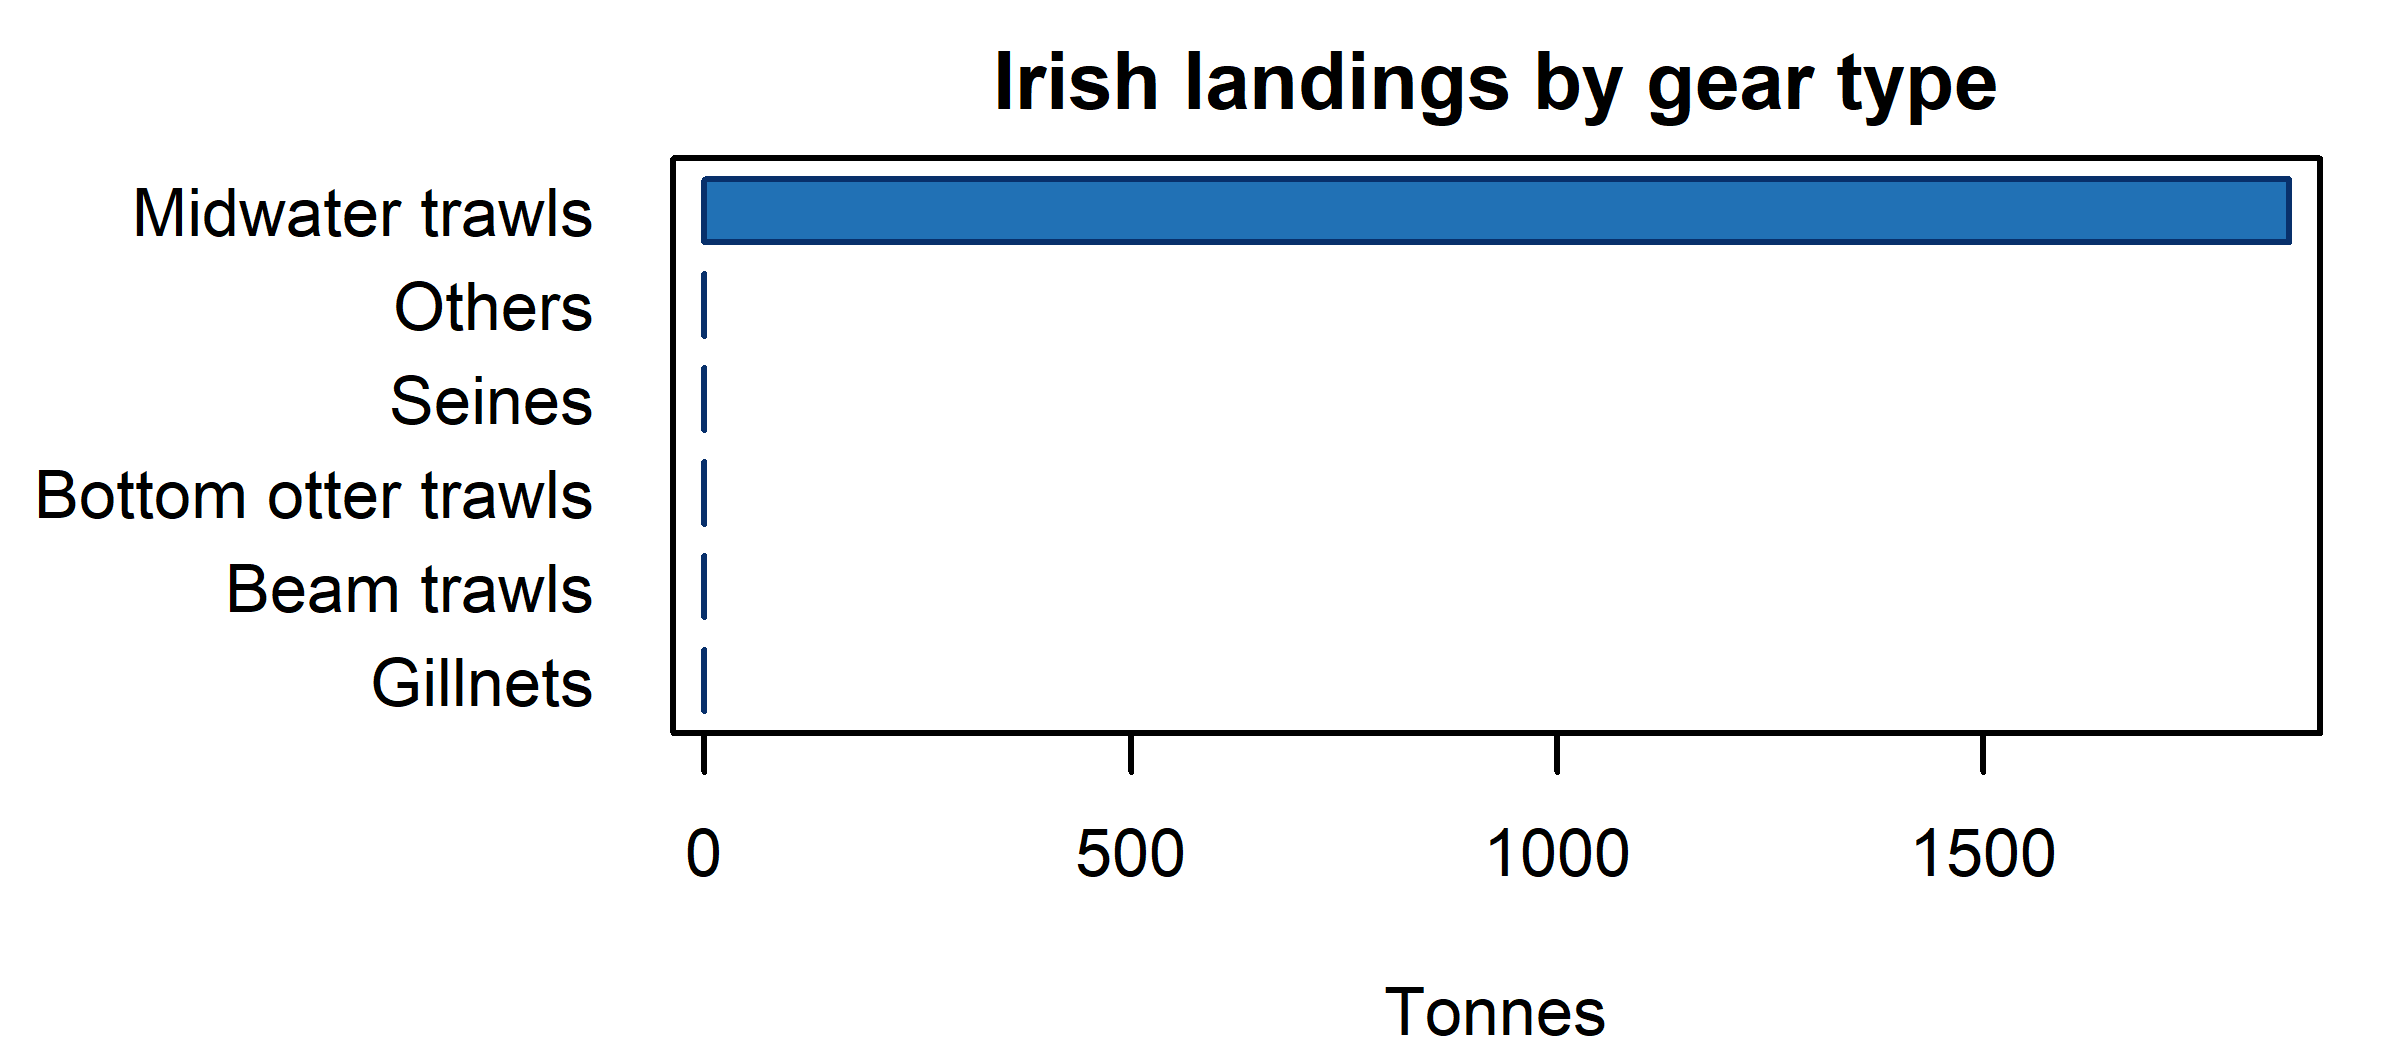 Irish landings by gear type
Midwater trawls
Others
Seines
Bottom otter trawls
Beam trawls
Gillnets
0 500 1000 1500
Tonnes